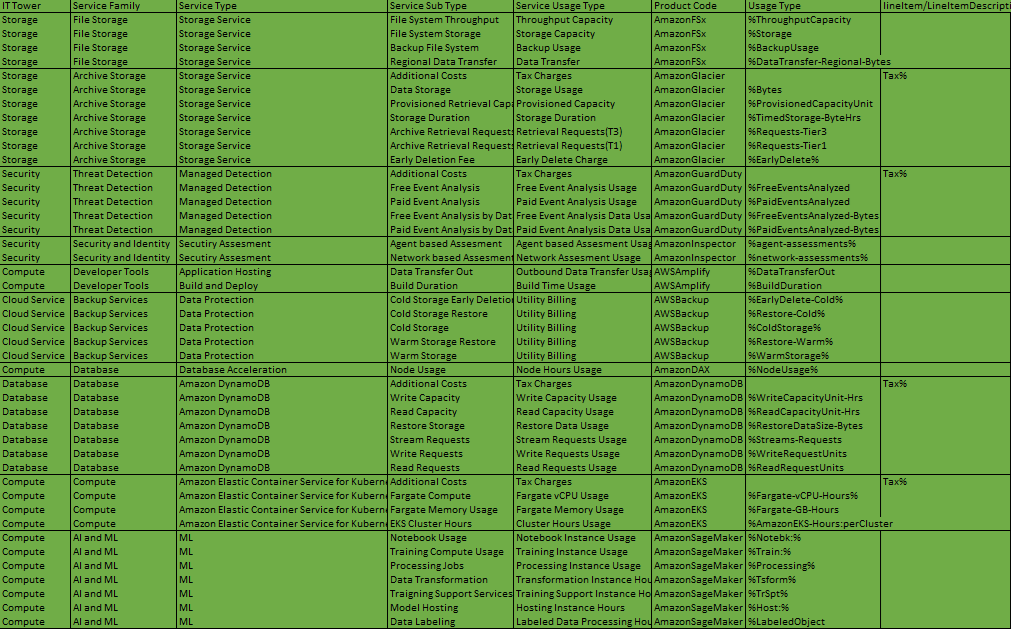 IT Tower Service Family Service Type Service Sub Type Service Usage Type Product Code Usage Type lineItem/LineItemDescripti
Storage File Storage Storage Service File System Throughput Throughput Capacity AmazonFSx %ThroughputCapacity
Storage File Storage Storage Service File System Storage Storage Capacity AmazonFSx %Storage
Storage File Storage Storage Service Backup File System Backup Usage AmazonFSx %BackupUsage
Storage File Storage Storage Service Regional Data Transfer Data Transfer AmazonFSx %DataTransfer-Regional-Bytes
Storage Archive Storage Storage Service Additional Costs Tax Charges AmazonGlacier Tax%
Storage Archive Storage Storage Service Data Storage Storage Usage AmazonGlacier %Bytes
Storage Archive Storage Storage Service Provisioned Retrieval Capa Provisioned Capacity AmazonGlacier %ProvisionedCapacityUnit
Storage Archive Storage Storage Service Storage Duration Storage Duration AmazonGlacier %TimedStorage-ByteHrs
Storage Archive Storage Storage Service Archive Retrieval Requests Retrieval Requests(T3) AmazonGlacier %Requests-Tier3
Storage Archive Storage Storage Service Archive Retrieval Requests Retrieval Requests(T1) AmazonGlacier %Requests-Tier1
Storage Archive Storage Storage Service Early Deletion Fee Early Delete Charge AmazonGlacier %EarlyDelete%
Security Threat Detection Managed Detection Additional Costs Tax Charges AmazonGuardDuty Tax%
Security Threat Detection Managed Detection Free Event Analysis Free Event Analysis Usage AmazonGuardDuty %FreeEventsAnalyzed
Security Threat Detection Managed Detection Paid Event Analysis Paid Event Analysis Usage AmazonGuardDuty %PaidEventsAnalyzed
Security Threat Detection Managed Detection Free Event Analysis by Dat Free Event Analysis Data Usa AmazonGuardDuty %FreeEventsAnalyzed-Bytes
Security Threat Detection Managed Detection Paid Event Analysis by Dat Paid Event Analysis Data Usa AmazonGuardDuty %PaidEventsAnalyzed-Bytes
Security Security and Identity Secutiry Assesment Agent based Assesment Agent based Assesment Usag AmazonInspector %agent-assessments%
Security Security and Identity Secutiry Assesment Network based Assesment Network Assesment Usage AmazonInspector %network-assessments%
Compute Developer Tools Application Hosting Data Transfer Out Outbound Data Transfer Usag AWSAmplify %DataTransferOut
Compute Developer Tools Build and Deploy Build Duration Build Time Usage AWSAmplify %BuildDuration
Cloud Service Backup Services Data Protection Cold Storage Early Deletion Utility Billing AWSBackup %EarlyDelete-Cold%
Cloud Service Backup Services Data Protection Cold Storage Restore Utility Billing AWSBackup %Restore-Cold%
Cloud Service Backup Services Data Protection Cold Storage Utility Billing AWSBackup %ColdStorage%
Cloud Service Backup Services Data Protection Warm Storage Restore Utility Billing AWSBackup %Restore-Warm%
Cloud Service Backup Services Data Protection Warm Storage Utility Billing AWSBackup %WarmStorage%
Compute Database Database Acceleration Node Usage Node Hours Usage AmazonDAX %NodeUsage%
Database Database Amazon DynamoDB Additional Costs Tax Charges AmazonDynamoDB Tax%
Database Database Amazon DynamoDB Write Capacity Write Capacity Usage AmazonDynamoDB %WriteCapacityUnit-Hrs
Database Database Amazon DynamoDB Read Capacity Read Capacity Usage AmazonDynamoDB %ReadCapacityUnit-Hrs
Database Database Amazon DynamoDB Restore Storage Restore Data Usage AmazonDynamoDB %RestoreDataSize-Bytes
Database Database Amazon DynamoDB Stream Requests Stream Requests Usage AmazonDynamoDB %Streams-Requests
Database Database Amazon DynamoDB Write Requests Write Requests Usage AmazonDynamoDB %WriteRequestUnits
Database Database Amazon DynamoDB Read Requests Read Requests Usage AmazonDynamoDB %ReadRequestUnits
Compute Compute Amazon Elastic Container Service for Kuberne Additional Costs Tax Charges AmazonEKS Tax%
Compute Compute Amazon Elastic Container Service for Kuberne Fargate Compute Fargate vCPU Usage AmazonEKS %Fargate-vCPU-Hours%
Compute Compute Amazon Elastic Container Service for Kuberne Fargate Memory Usage Fargate Memory Usage AmazonEKS %Fargate-GB-Hours
Compute Compute Amazon Elastic Container Service for Kuberne EKS Cluster Hours Cluster Hours Usage AmazonEKS %AmazonEKS-Hours:perCluster
Compute AI and ML ML Notebook Usage Notebook Instance Usage AmazonSageMaker %Notebk:%
Compute AI and ML ML Training Compute Usage Training Instance Usage AmazonSageMaker %Train:%
Compute AI and ML ML Processing Jobs Processing Instance Usage AmazonSageMaker %Processing%
Compute AI and ML ML Data Transformation Transformation Instance Hou AmazonSageMaker %Tsform%
Compute AI and ML ML Traigning Support Services Training Support Instance Ho AmazonSageMaker %TrSpt%
Compute AI and ML ML Model Hosting Hosting Instance Hours AmazonSageMaker %Host:%
Compute AI and ML ML Data Labeling Labeled Data Processing Hou AmazonSageMaker %LabeledObject